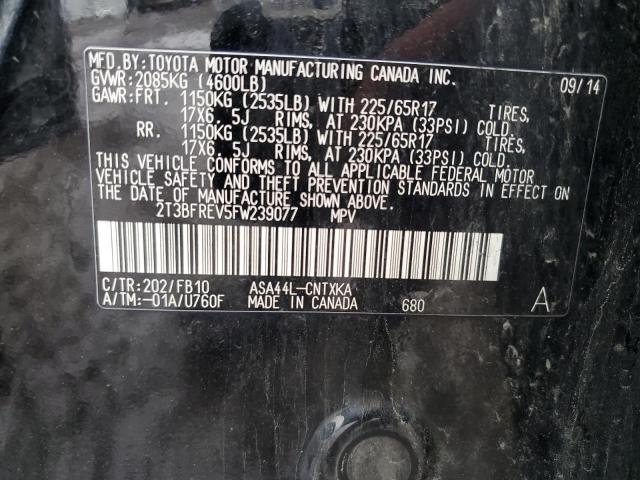 MFD.BY:TOYOTA MOTOR MANUFACTURING CANADA INC.
GVWR:2085KG (4600LB) 09/14
GAWR:FRT. 1150KG (2535LB) WITH 225/65R17 TIRES,
17X6. 5J RIMS, AT 230KPA (33PSI) COLD.
RR. 1150KG (2535LB) WITH 225/65R17 TIRES,
17X6. 5J RIMS, AT 230KPA (33PSI) COLD.
THIS VEHICLE CONFORMS TO ALL APPLICABLE FEDERAL MOTOR
VEHICLE SAFETY AND THEFT PREVENTION STANDARDS IN EFFECT ON
THE DATE OF MANUFACTURE SHOWN ABOVE.
2T3BFREV5FW239077 MPV
C/TR:202/FB10 ASA44L-CNTXKA
A/TM:-01A/U760F MADE IN CANADA 680 A